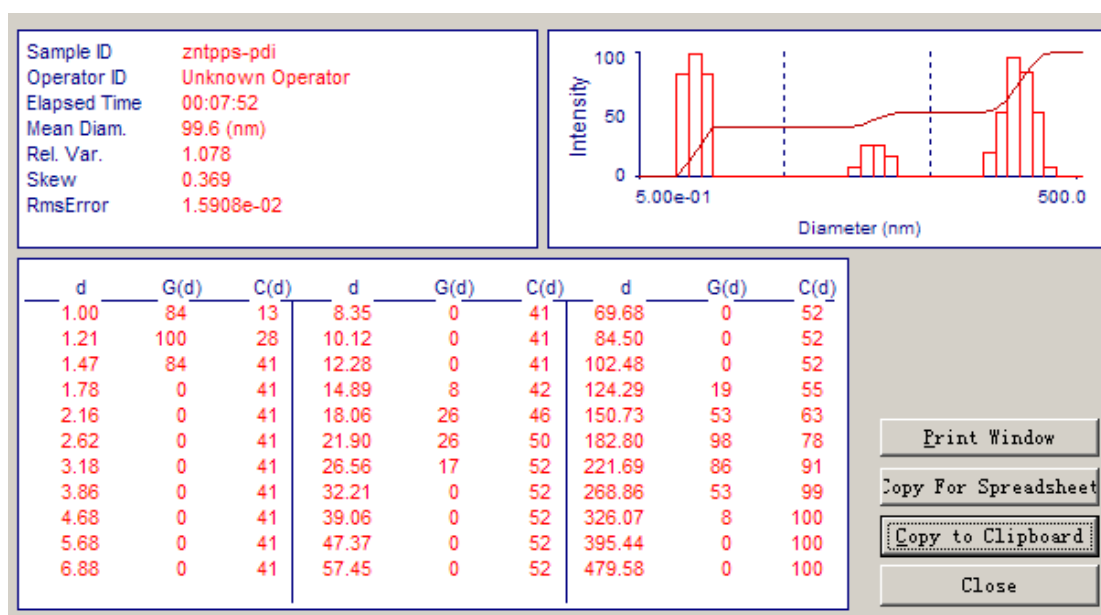 Sample ID zntpps-pdi
Operator ID Unknown Operator
Elapsed Time 00:07:52
Mean Diam. 99.6 (nm)
Rel. Var. 1.078
Skew 0.369
RmsError 1.5908e-02
100
50
0
Intensity
5.00e-01 500.0
Diameter (nm)
d G(d) C(d) d G(d) C(d) d G(d) C(d)
1.00 84 13 8.35 0 41 69.68 0 52
1.21 100 28 10.12 0 41 84.50 0 52
1.47 84 41 12.28 0 41 102.48 0 52
1.78 0 41 14.89 8 42 124.29 19 55
2.16 0 41 18.06 26 46 150.73 53 63
2.62 0 41 21.90 26 50 182.80 98 78
3.18 0 41 26.56 17 52 221.69 86 91
3.86 0 41 32.21 0 52 268.86 53 99
4.68 0 41 39.06 0 52 326.07 8 100
5.68 0 41 47.37 0 52 395.44 0 100
6.88 0 41 57.45 0 52 479.58 0 100
Print Window
Copy For Spreadsheet
Copy to Clipboard
Close